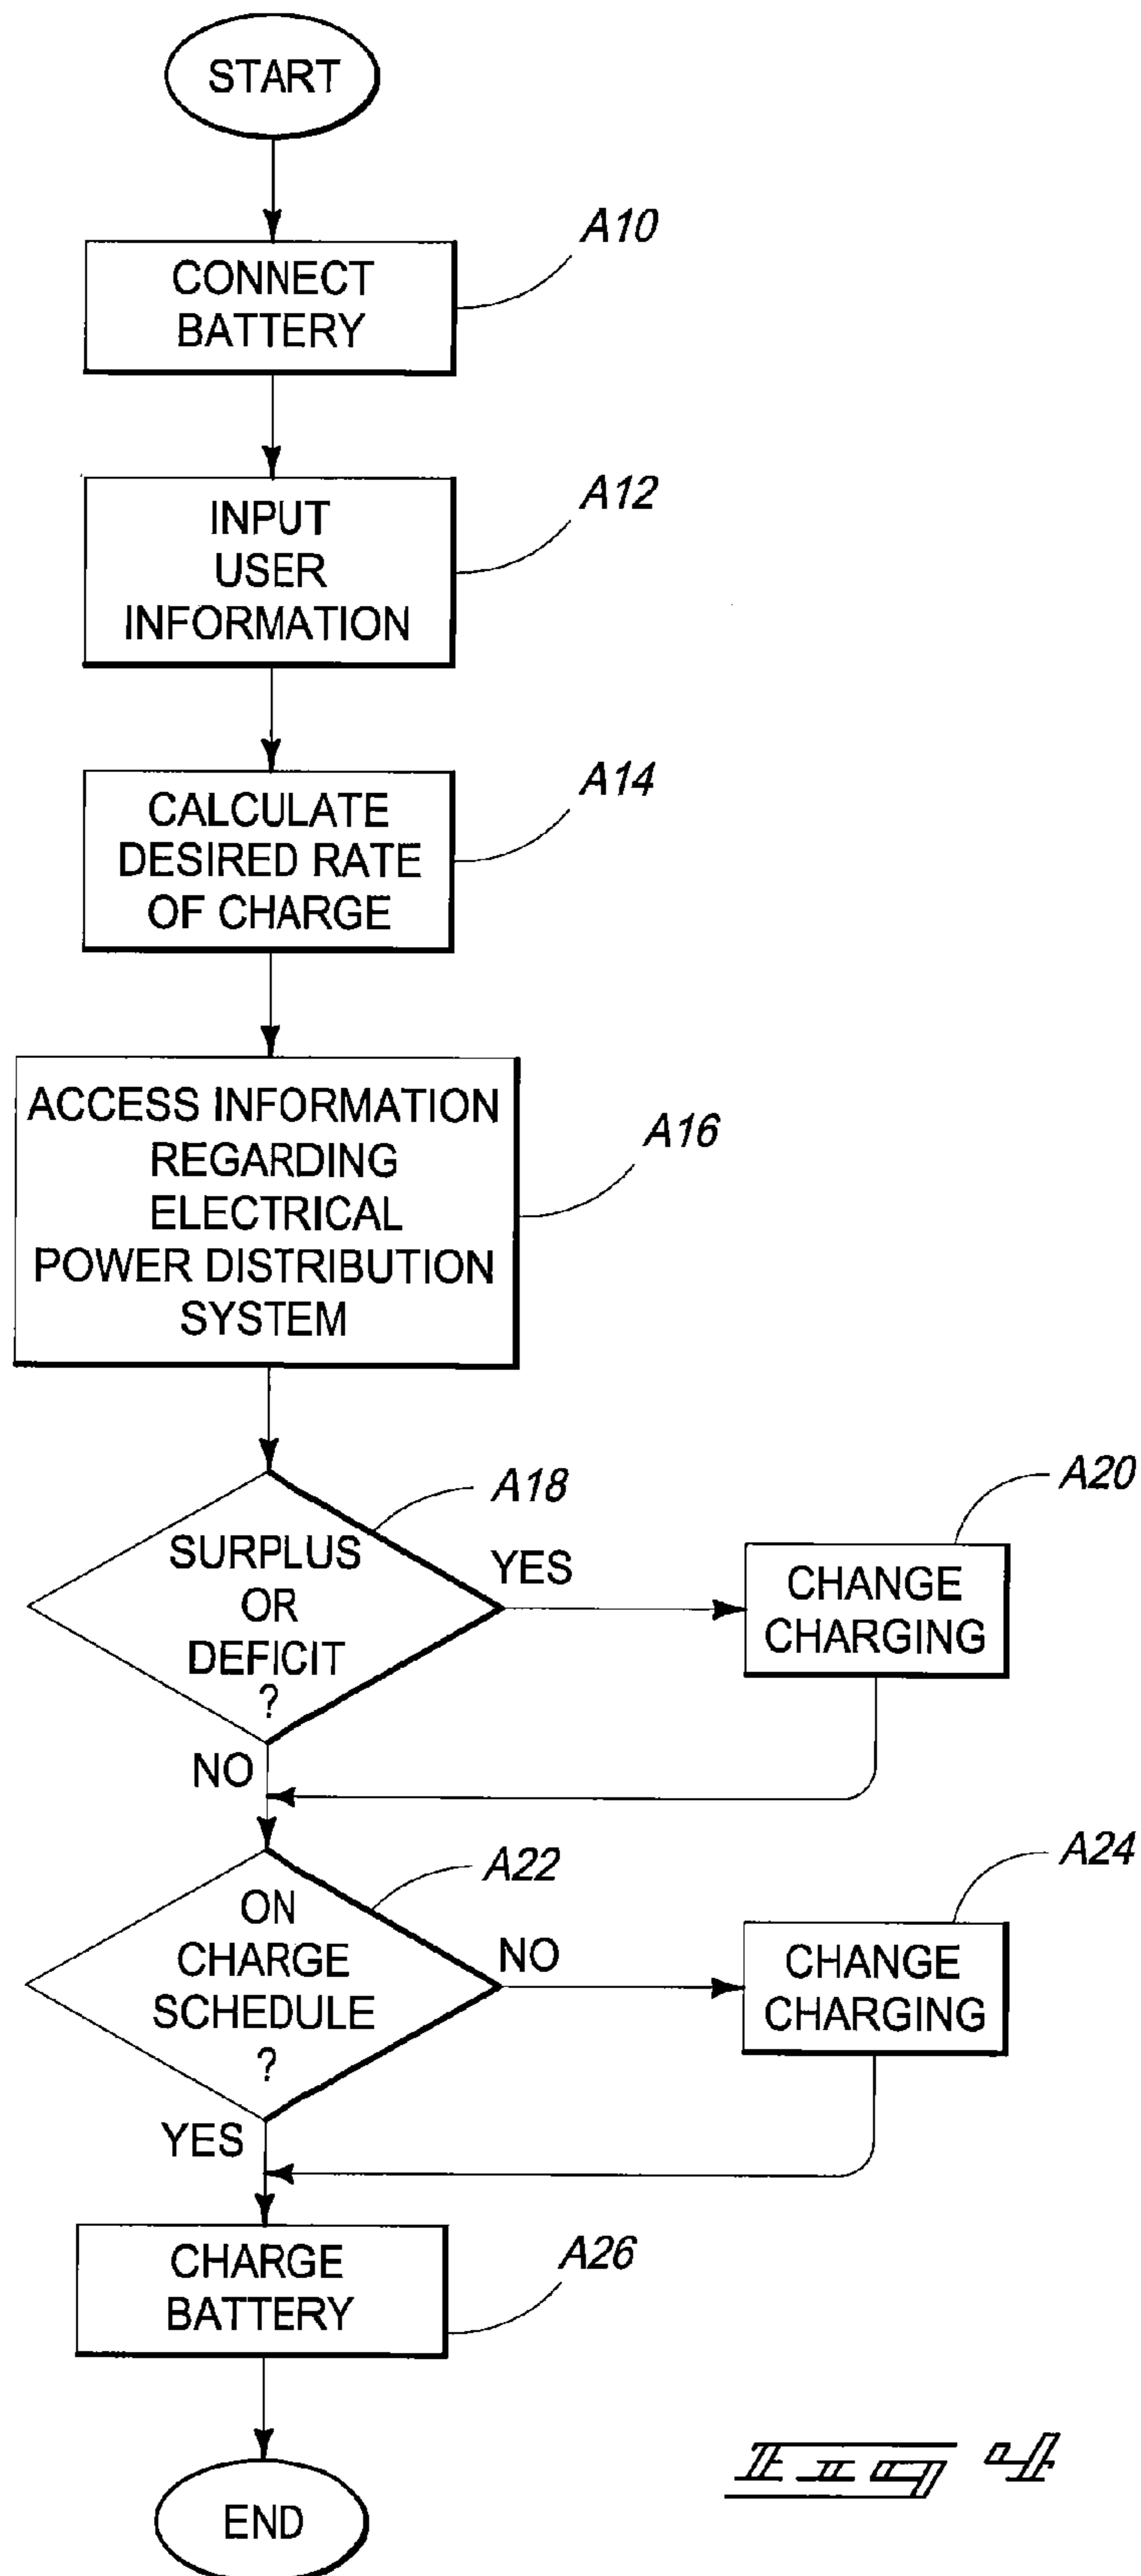 START
A10
CONNECT
BATTERY
A12
INPUT
USER
INFORMATION
A14
CALCULATE
DESIRED RATE
OF CHARGE
A16
ACCESS INFORMATION
REGARDING
ELECTRICAL
POWER DISTRIBUTION
SYSTEM
A18
SURPLUS
OR
DEFICIT
?
YES
A20
CHANGE
CHARGING
NO
A22
ON
CHARGE
SCHEDULE
?
NO
A24
CHANGE
CHARGING
YES
A26
CHARGE
BATTERY
END
Fig 4